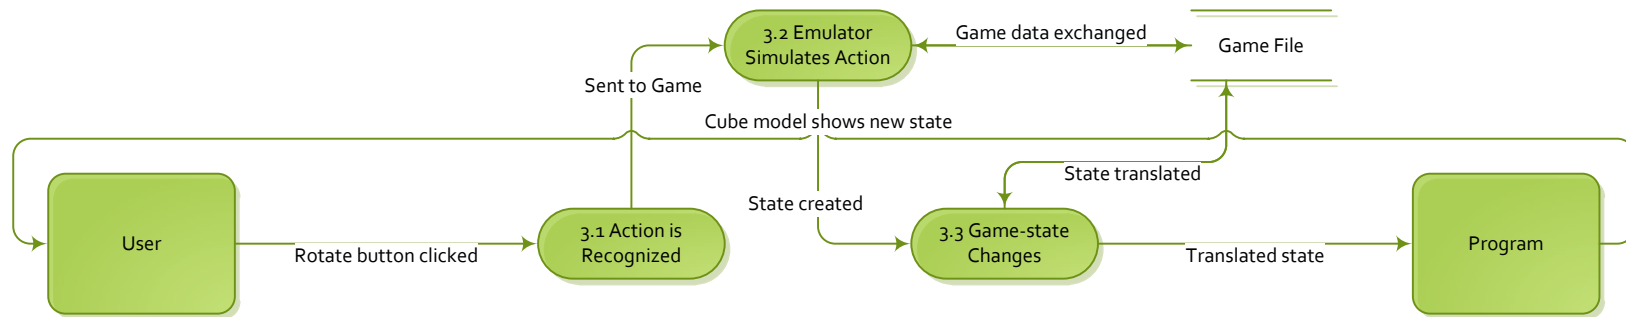 3.2 Emulator
Simulates Action
Game data exchanged
Game File
Sent to Game
Cube model shows new state
State translated
State created
User
Rotate button clicked
3.1 Action is
Recognized
3.3 Game-state
Changes
Translated state
Program